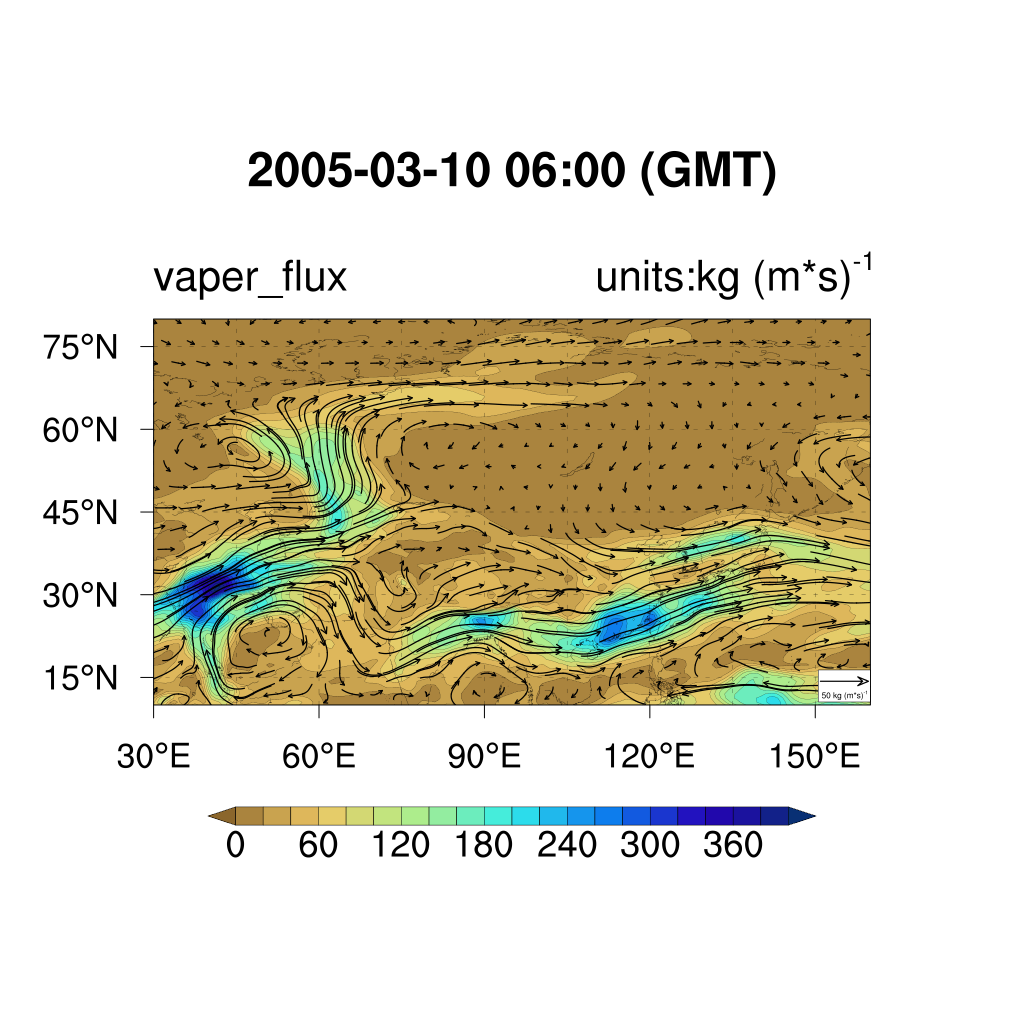 2005-03-10 06:00 (GMT)
vaper_flux units:kg (m*s)⁻¹
75°N
60°N
45°N
30°N
15°N
50 kg (m*s)⁻¹
30°E 60°E 90°E 120°E 150°E
0 60 120 180 240 300 360